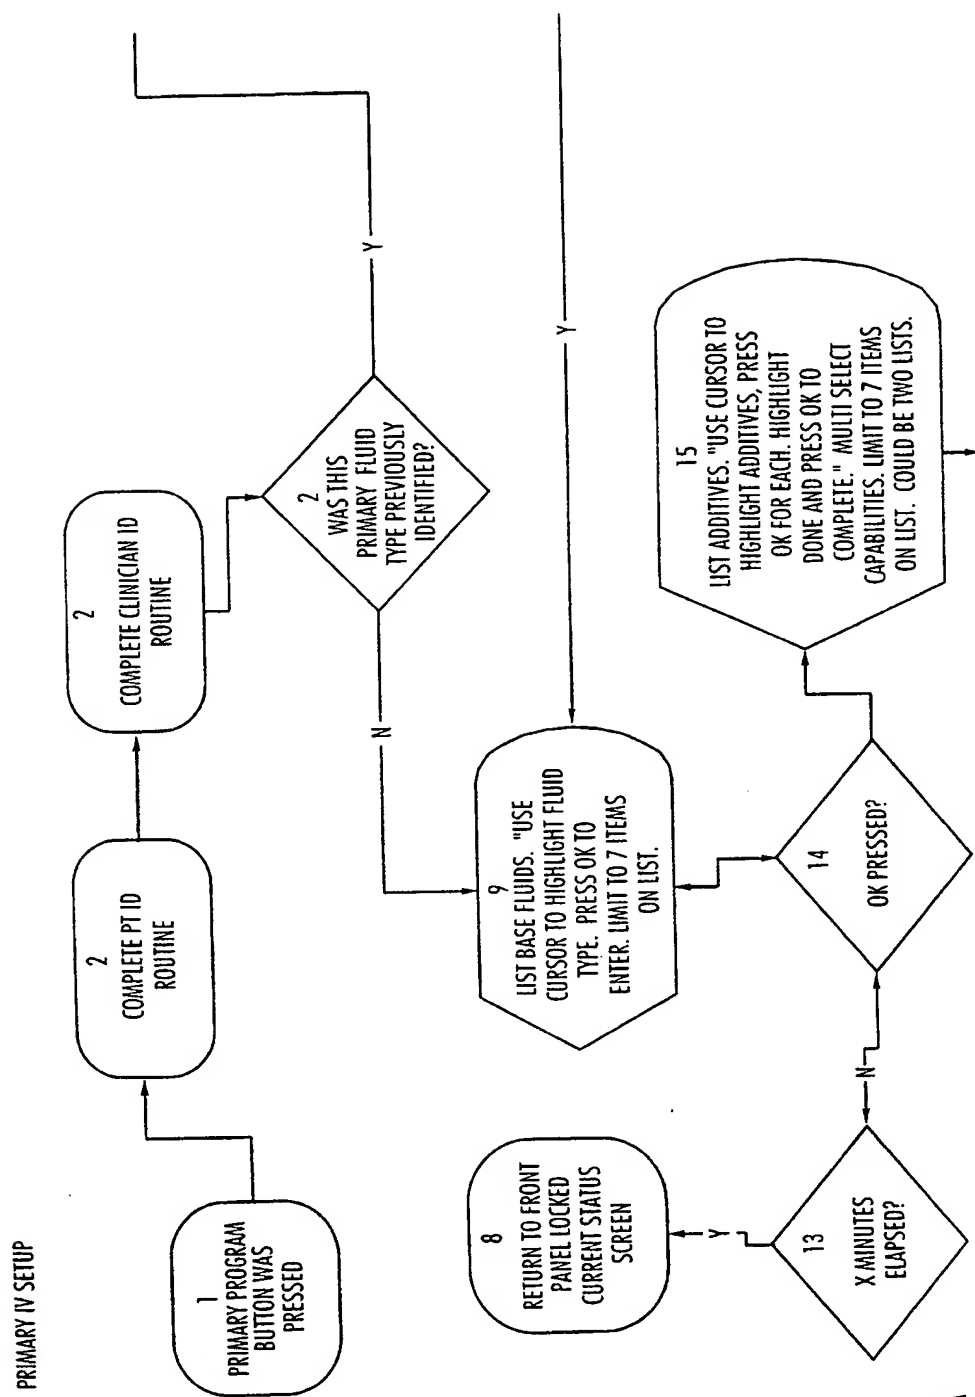 PRIMARY IV SETUP
1
PRIMARY PROGRAM
BUTTON WAS
PRESSED
2
COMPLETE PT ID
ROUTINE
2
COMPLETE CLINICIAN ID
ROUTINE
2
WAS THIS
PRIMARY FLUID
TYPE PREVIOUSLY
IDENTIFIED?
Y
N
8
RETURN TO FRONT
PANEL LOCKED
CURRENT STATUS
SCREEN
9
LIST BASE FLUIDS. "USE
CURSOR TO HIGHLIGHT FLUID
TYPE. PRESS OK TO
ENTER. LIMIT TO 7 ITEMS
ON LIST.
Y
Y
13
X MINUTES
ELAPSED?
N
14
OK PRESSED?
15
LIST ADDITIVES. "USE CURSOR TO
HIGHLIGHT ADDITIVES, PRESS
OK FOR EACH. HIGHLIGHT
DONE AND PRESS OK TO
COMPLETE." MULTI SELECT
CAPABILITIES. LIMIT TO 7 ITEMS
ON LIST. COULD BE TWO LISTS.